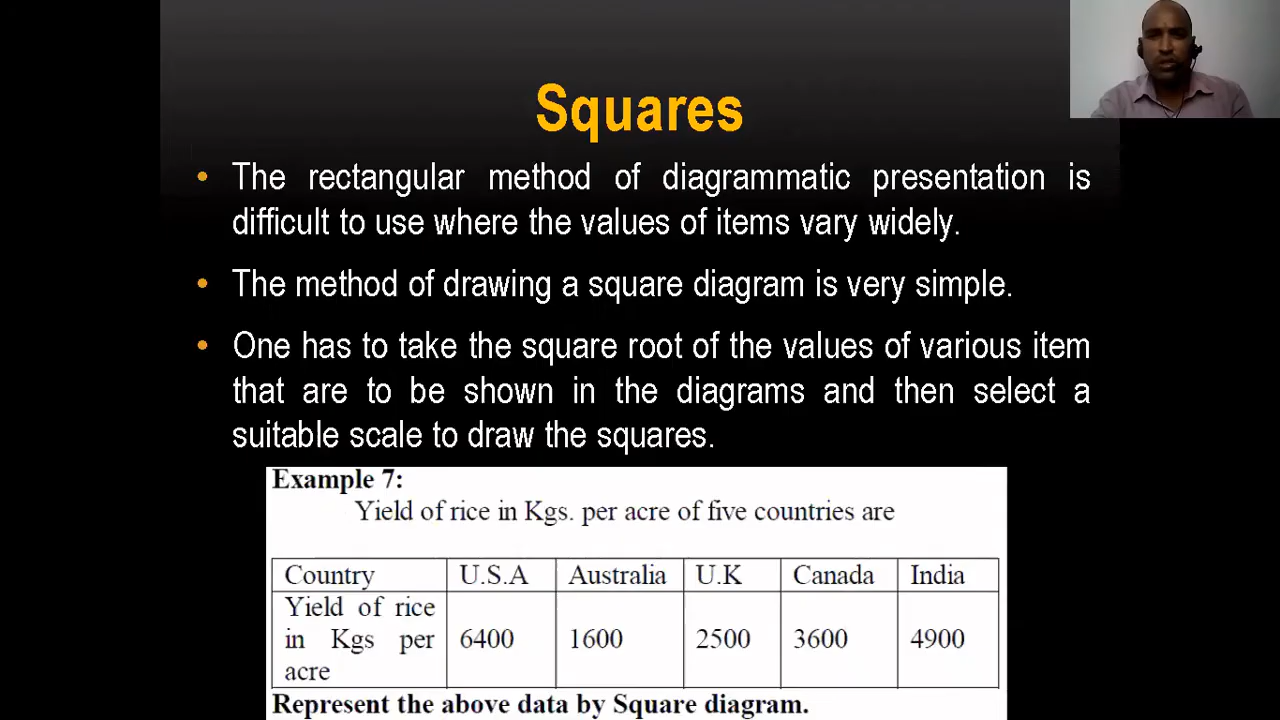 Squares
• The rectangular method of diagrammatic presentation is
difficult to use where the values of items vary widely.
• The method of drawing a square diagram is very simple.
• One has to take the square root of the values of various item
that are to be shown in the diagrams and then select a
suitable scale to draw the squares.
Example 7:
Yield of rice in Kgs. per acre of five countries are
Country U.S.A Australia U.K Canada India
Yield of rice
in Kgs per 6400 1600 2500 3600 4900
acre
Represent the above data by Square diagram.